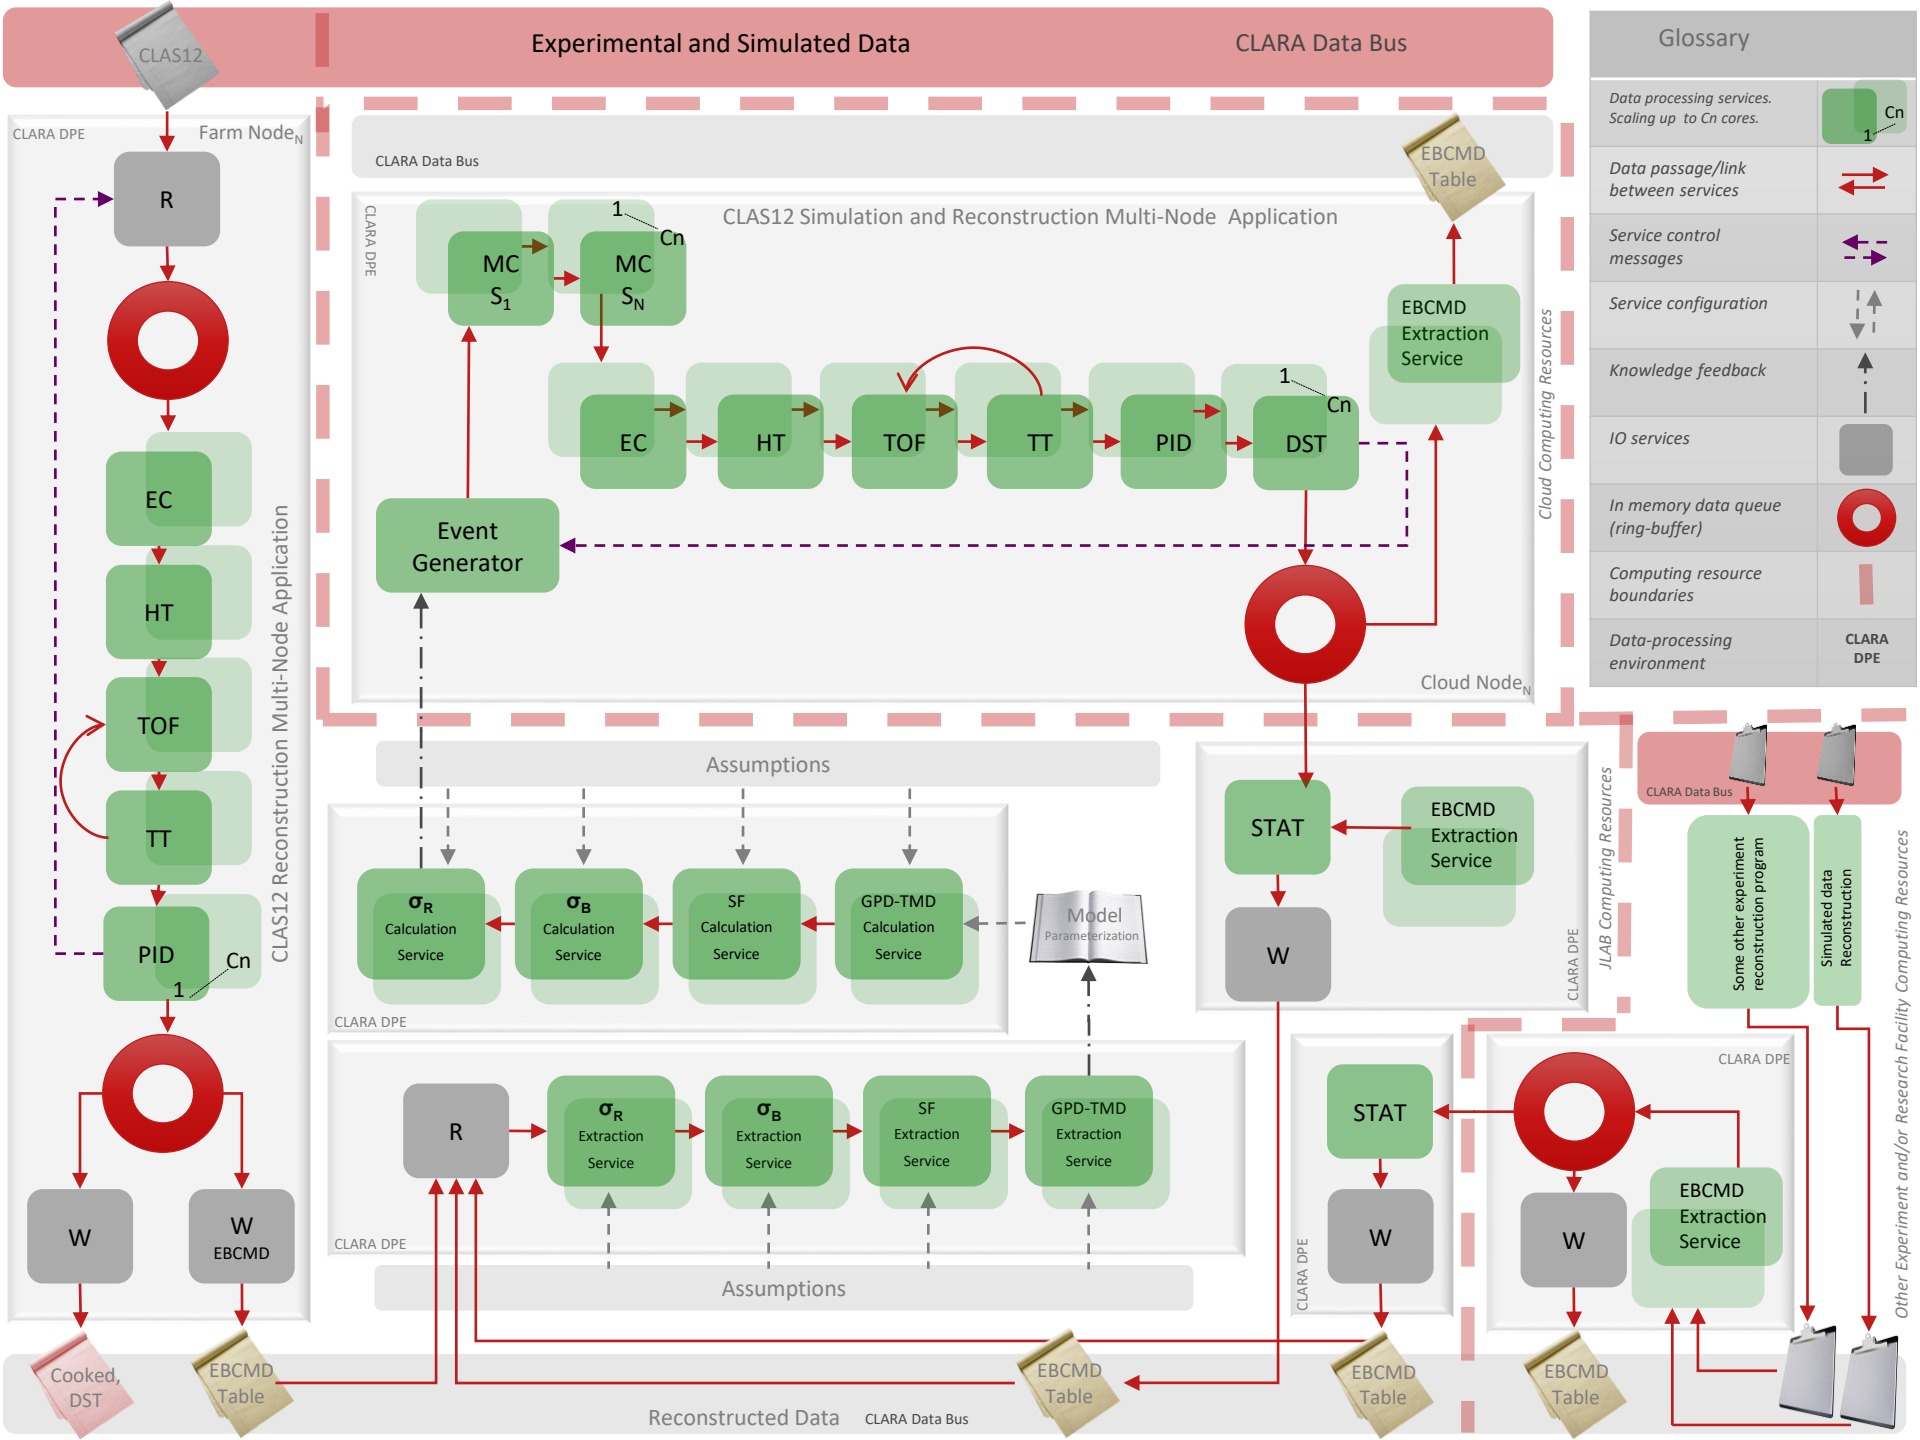 CLAS12
Experimental and Simulated Data
CLARA Data Bus
Glossary
Data processing services.
Scaling up to Cn cores.
Cn
1
Data passage/link
between services
Service control
messages
Service configuration
Knowledge feedback
IO services
In memory data queue
(ring-buffer)
Computing resource
boundaries
Data-processing
environment
CLARA
DPE
CLARA DPE
Farm NodeN
R
EC
HT
TOF
TT
PID
Cn
1
W
W
EBCMD
CLAS12 Reconstruction Multi-Node Application
Cooked,
DST
EBCMD
Table
CLARA Data Bus
EBCMD
Table
CLARA DPE
CLAS12 Simulation and Reconstruction Multi-Node Application
MC
S1
1
Cn
MC
SN
EBCMD
Extraction
Service
EC
HT
TOF
TT
PID
1
Cn
DST
Event
Generator
Cloud NodeN
Cloud Computing Resources
Assumptions
σR
Calculation
Service
σB
Calculation
Service
SF
Calculation
Service
GPD-TMD
Calculation
Service
CLARA DPE
Model
Parameterization
R
σR
Extraction
Service
σB
Extraction
Service
SF
Extraction
Service
GPD-TMD
Extraction
Service
CLARA DPE
Assumptions
STAT
EBCMD
Extraction
Service
W
CLARA DPE
JLAB Computing Resources
CLARA Data Bus
Some other experiment
reconstruction program
Simulated data
Reconstruction
Other Experiment and/or Research Facility Computing Resources
STAT
W
CLARA DPE
CLARA DPE
W
EBCMD
Extraction
Service
EBCMD
Table
EBCMD
Table
EBCMD
Table
Reconstructed Data
CLARA Data Bus